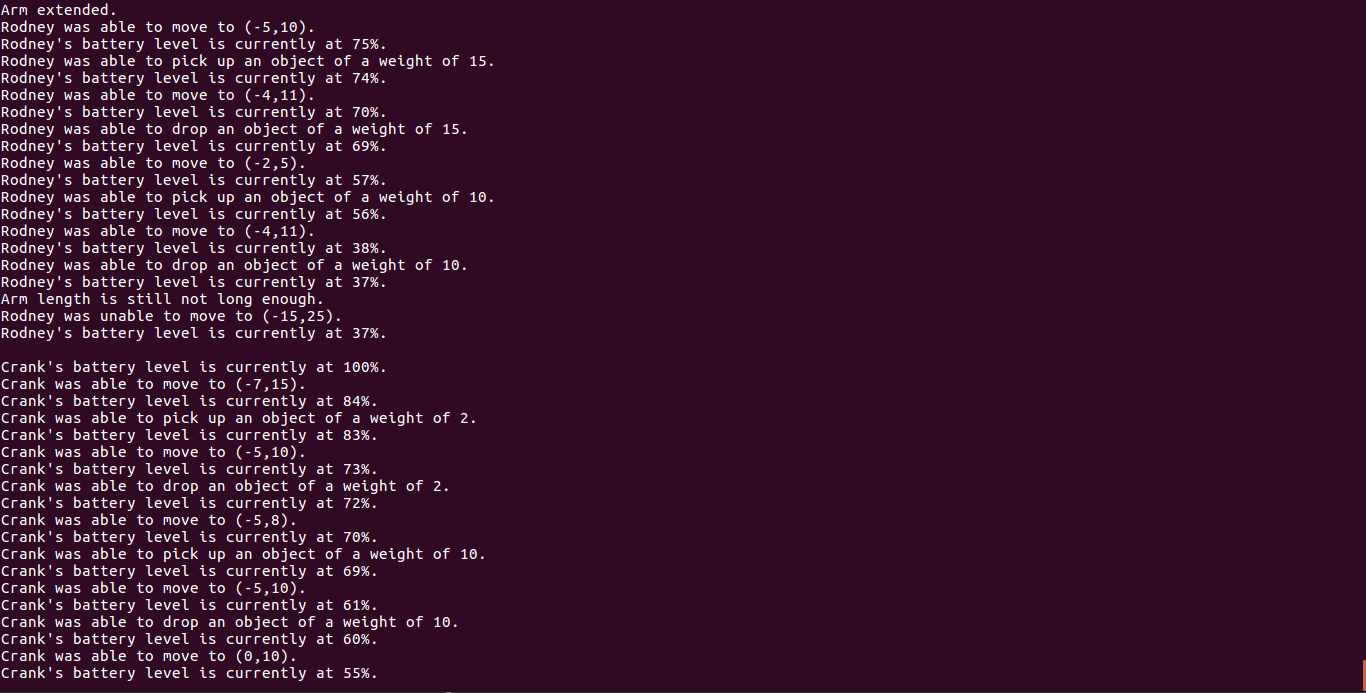 Arm extended.
Rodney was able to move to (-5,10).
Rodney's battery level is currently at 75%.
Rodney was able to pick up an object of a weight of 15.
Rodney's battery level is currently at 74%.
Rodney was able to move to (-4,11).
Rodney's battery level is currently at 70%.
Rodney was able to drop an object of a weight of 15.
Rodney's battery level is currently at 69%.
Rodney was able to move to (-2,5).
Rodney's battery level is currently at 57%.
Rodney was able to pick up an object of a weight of 10.
Rodney's battery level is currently at 56%.
Rodney was able to move to (-4,11).
Rodney's battery level is currently at 38%.
Rodney was able to drop an object of a weight of 10.
Rodney's battery level is currently at 37%.
Arm length is still not long enough.
Rodney was unable to move to (-15,25).
Rodney's battery level is currently at 37%.

Crank's battery level is currently at 100%.
Crank was able to move to (-7,15).
Crank's battery level is currently at 84%.
Crank was able to pick up an object of a weight of 2.
Crank's battery level is currently at 83%.
Crank was able to move to (-5,10).
Crank's battery level is currently at 73%.
Crank was able to drop an object of a weight of 2.
Crank's battery level is currently at 72%.
Crank was able to move to (-5,8).
Crank's battery level is currently at 70%.
Crank was able to pick up an object of a weight of 10.
Crank's battery level is currently at 69%.
Crank was able to move to (-5,10).
Crank's battery level is currently at 61%.
Crank was able to drop an object of a weight of 10.
Crank's battery level is currently at 60%.
Crank was able to move to (0,10).
Crank's battery level is currently at 55%.